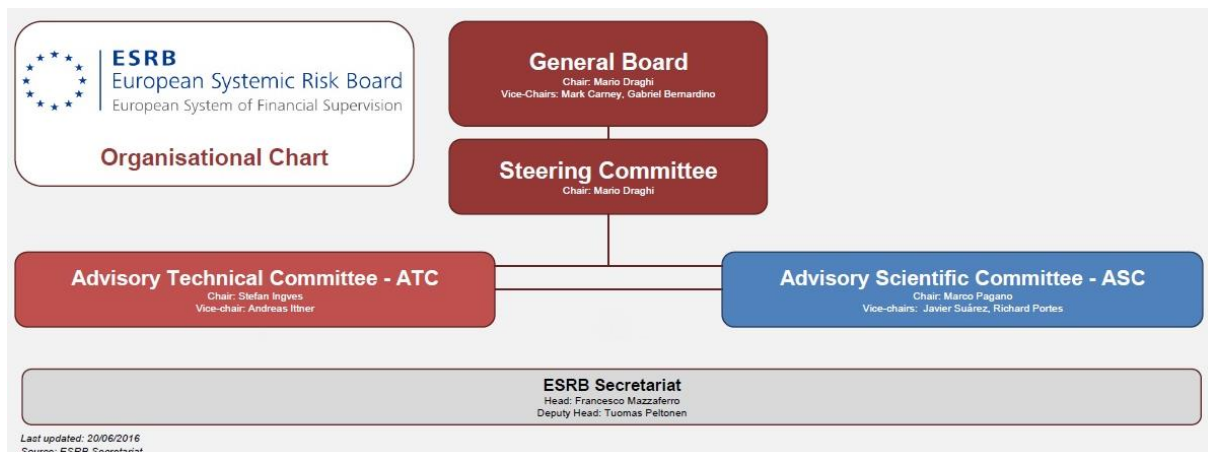 ESRB
European Systemic Risk Board
European System of Financial Supervision
Organisational Chart
General Board
Chair: Mario Draghi
Vice-Chairs: Mark Carney, Gabriel Bernardino
Steering Committee
Chair: Mario Draghi
Advisory Technical Committee - ATC
Chair: Stefan Ingves
Vice-chair: Andreas Ittner
Advisory Scientific Committee - ASC
Chair: Marco Pagano
Vice-chairs: Javier Suárez, Richard Portes
ESRB Secretariat
Head: Francesco Mazzaferro
Deputy Head: Tuomas Peltonen
Last updated: 20/06/2016
Source: ESRB Secretariat